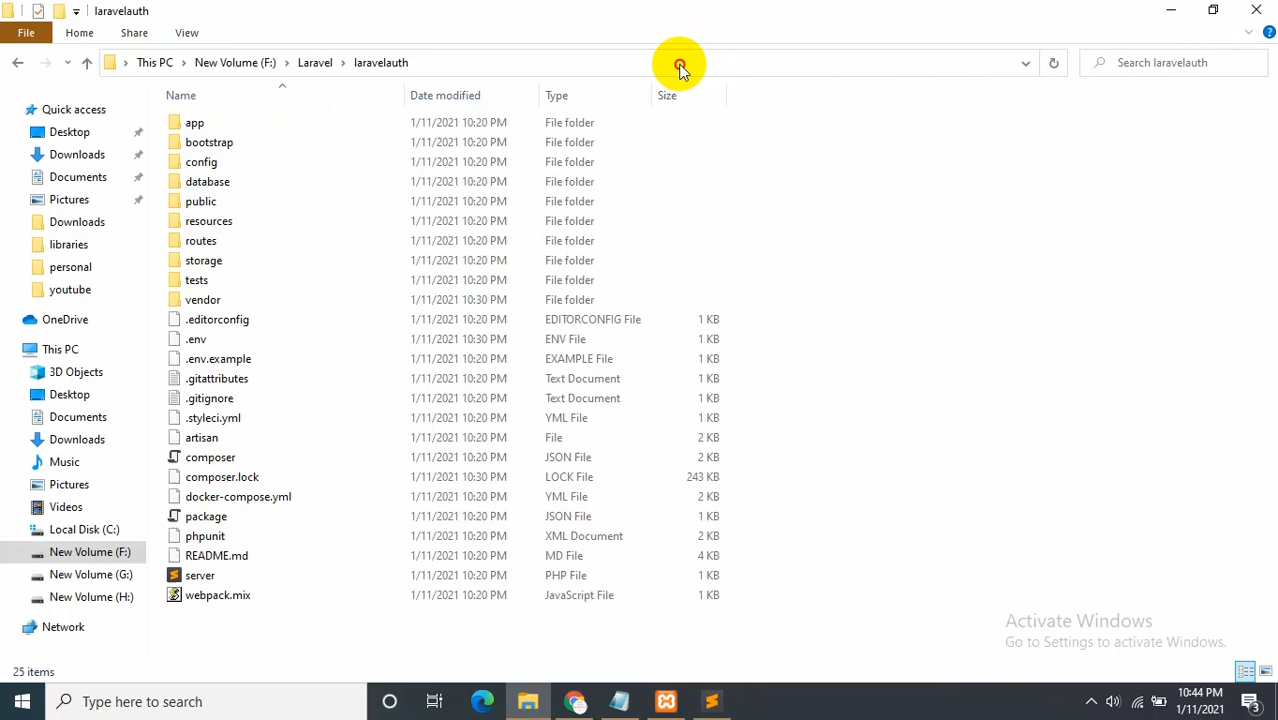 laravelauth
File Home Share View
This PC New Volume (F:) Laravel laravelauth Search laravelauth
Name Date modified Type Size
Quick access
Desktop
Downloads
Documents
Pictures
Downloads
libraries
personal
youtube
OneDrive
This PC
3D Objects
Desktop
Documents
Downloads
Music
Pictures
Videos
Local Disk (C:)
New Volume (F:)
New Volume (G:)
New Volume (H:)
Network
app 1/11/2021 10:20 PM File folder
bootstrap 1/11/2021 10:20 PM File folder
config 1/11/2021 10:20 PM File folder
database 1/11/2021 10:20 PM File folder
public 1/11/2021 10:20 PM File folder
resources 1/11/2021 10:20 PM File folder
routes 1/11/2021 10:20 PM File folder
storage 1/11/2021 10:20 PM File folder
tests 1/11/2021 10:20 PM File folder
vendor 1/11/2021 10:30 PM File folder
.editorconfig 1/11/2021 10:20 PM EDITORCONFIG File 1 KB
.env 1/11/2021 10:30 PM ENV File 1 KB
.env.example 1/11/2021 10:20 PM EXAMPLE File 1 KB
.gitattributes 1/11/2021 10:20 PM Text Document 1 KB
.gitignore 1/11/2021 10:20 PM Text Document 1 KB
.styleci.yml 1/11/2021 10:20 PM YML File 1 KB
artisan 1/11/2021 10:20 PM File 2 KB
composer 1/11/2021 10:20 PM JSON File 2 KB
composer.lock 1/11/2021 10:30 PM LOCK File 243 KB
docker-compose.yml 1/11/2021 10:20 PM YML File 2 KB
package 1/11/2021 10:20 PM JSON File 1 KB
phpunit 1/11/2021 10:20 PM XML Document 2 KB
README.md 1/11/2021 10:20 PM MD File 4 KB
server 1/11/2021 10:20 PM PHP File 1 KB
webpack.mix 1/11/2021 10:20 PM JavaScript File 1 KB
Activate Windows
Go to Settings to activate Windows.
25 items
Type here to search
10:44 PM
1/11/2021
3